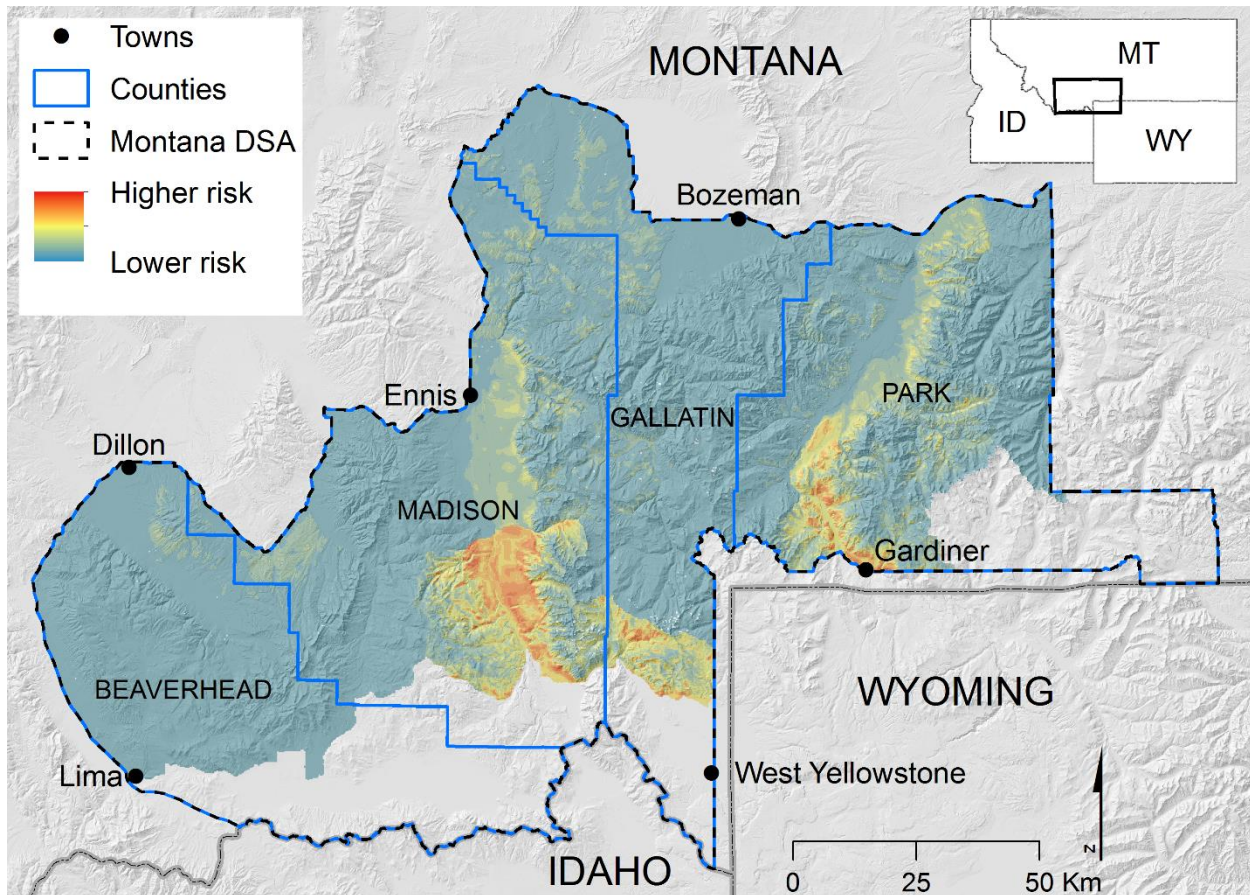 Towns
Counties
Montana DSA
Higher risk
Lower risk
MONTANA
MT
ID
WY
Bozeman
Ennis
GALLATIN
PARK
Dillon
MADISON
Gardiner
BEAVERHEAD
WYOMING
Lima
West Yellowstone
IDAHO
N
0 25 50 Km